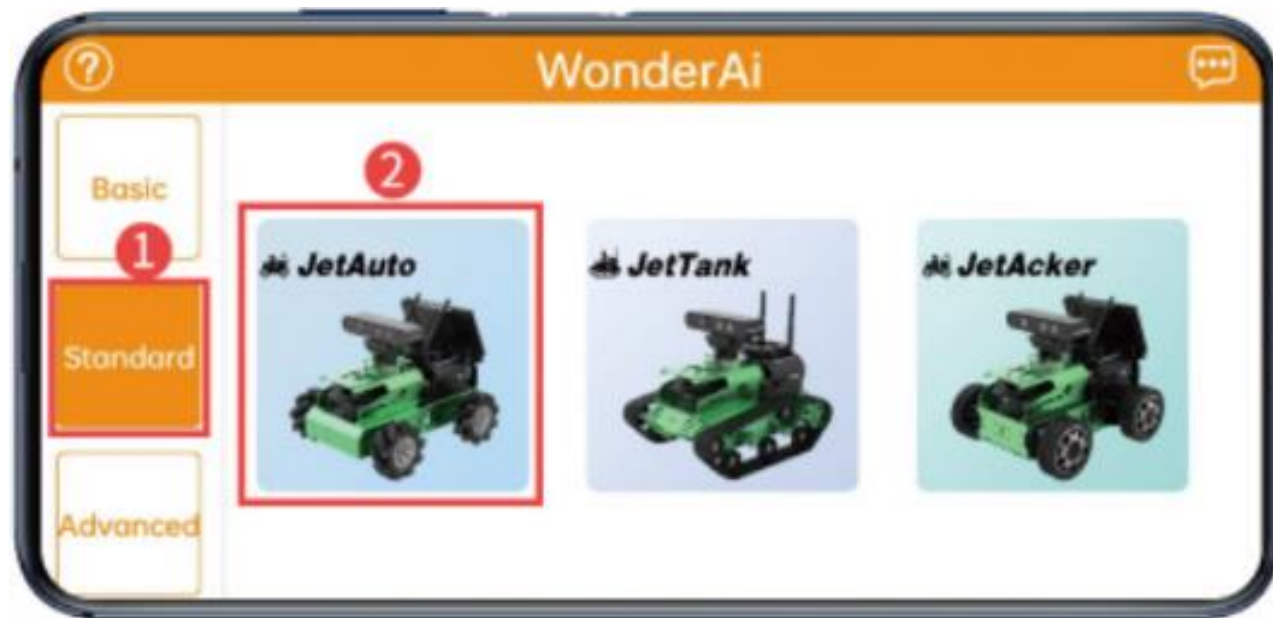 ?
WonderAi
Basic
1
Standard
Advanced
2
JetAuto
JetTank
JetAcker